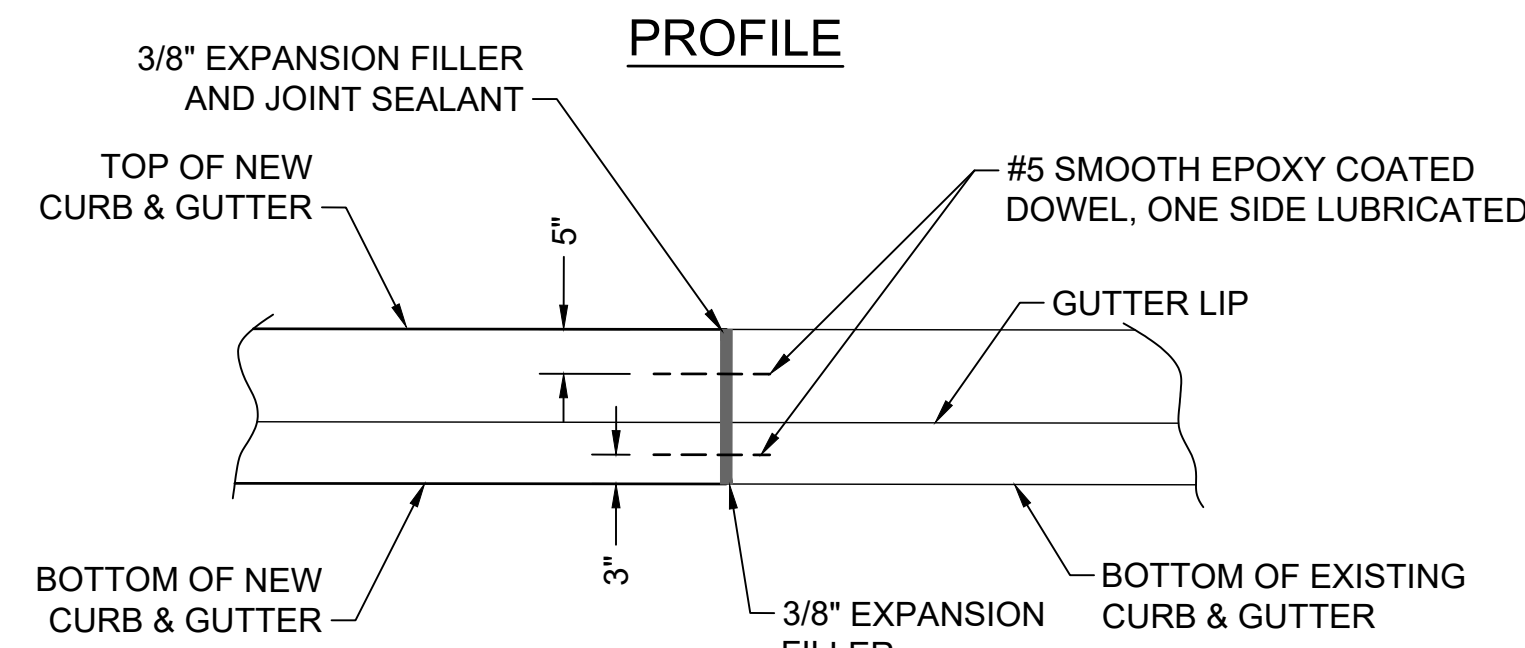 PROFILE
3/8" EXPANSION FILLER
AND JOINT SEALANT
TOP OF NEW
CURB & GUTTER
5"
#5 SMOOTH EPOXY COATED
DOWEL, ONE SIDE LUBRICATED
GUTTER LIP
BOTTOM OF NEW
CURB & GUTTER
3"
3/8" EXPANSION
FILLER
BOTTOM OF EXISTING
CURB & GUTTER